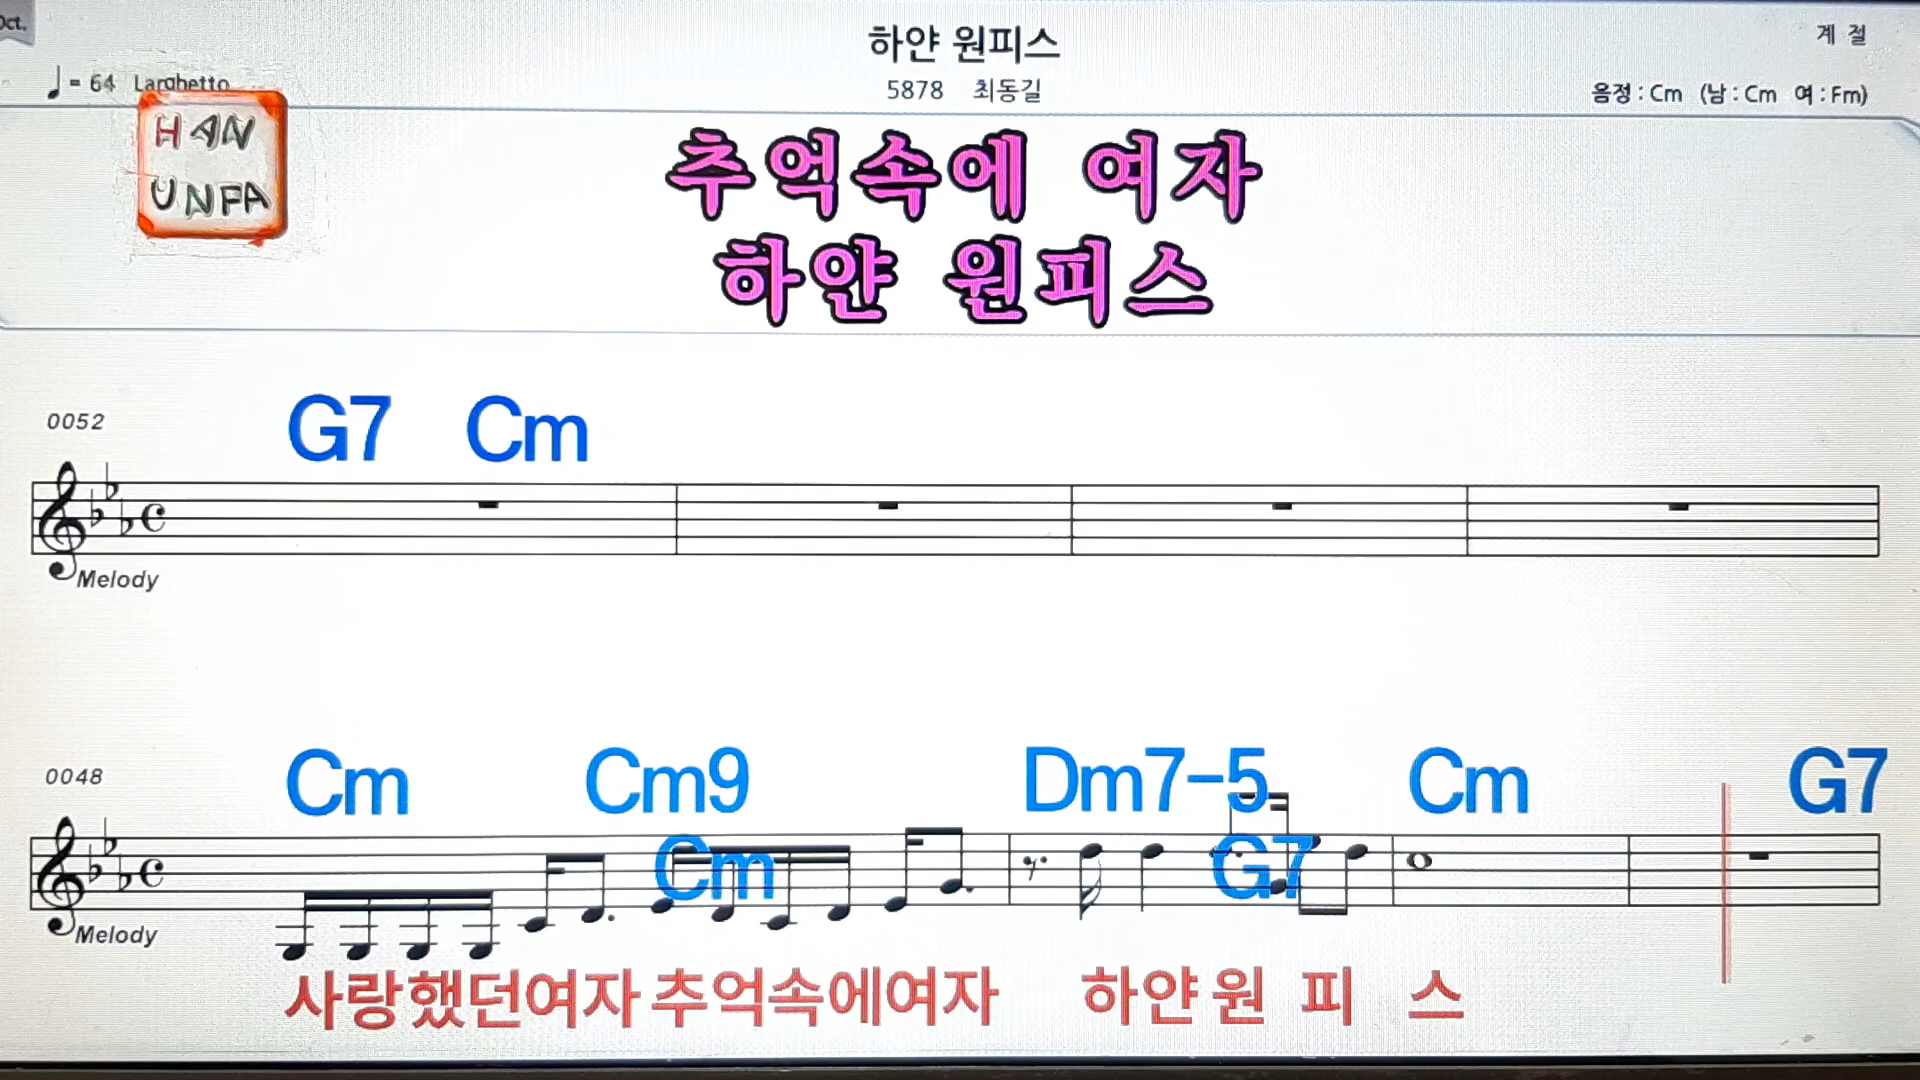 Oct.
하얀 원피스
계 절
♩= 64 Larghetto
5878 최동길
음정 : Cm (남 : Cm 여 : Fm)
HAN
UNFA
추억속에 여자
하얀 원피스
0052
G7 Cm
Melody
0048
Cm Cm9 Dm7-5 Cm G7
Cm G7
Melody
사랑했던여자 추억속에여자 하얀원 피 스